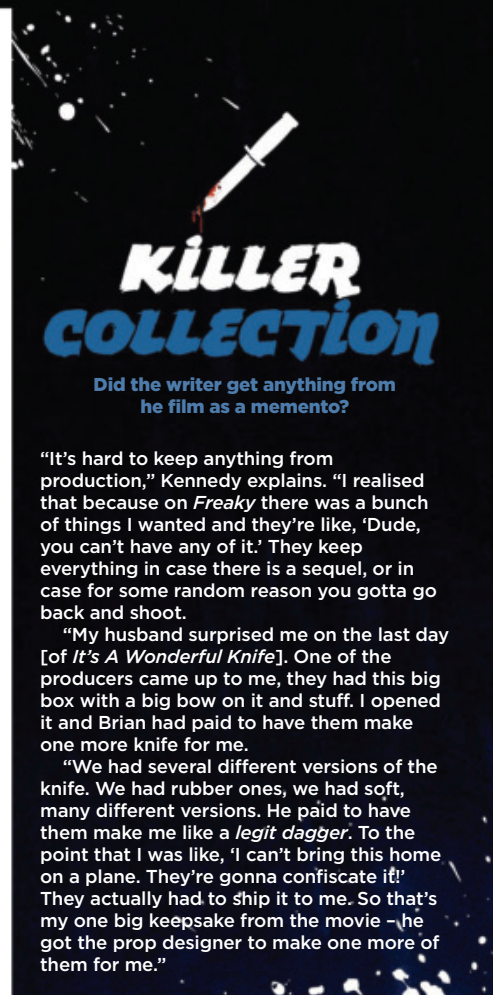 KiLLER
COLLECTiON
Did the writer get anything from
he film as a memento?
“It’s hard to keep anything from
production,” Kennedy explains. “I realised
that because on Freaky there was a bunch
of things I wanted and they’re like, ‘Dude,
you can’t have any of it.’ They keep
everything in case there is a sequel, or in
case for some random reason you gotta go
back and shoot.
“My husband surprised me on the last day
[of It’s A Wonderful Knife]. One of the
producers came up to me, they had this big
box with a big bow on it and stuff. I opened
it and Brian had paid to have them make
one more knife for me.
“We had several different versions of the
knife. We had rubber ones, we had soft,
many different versions. He paid to have
them make me like a legit dagger. To the
point that I was like, ‘I can’t bring this home
on a plane. They’re gonna confiscate it!’
They actually had to ship it to me. So that’s
my one big keepsake from the movie – he
got the prop designer to make one more of
them for me.”